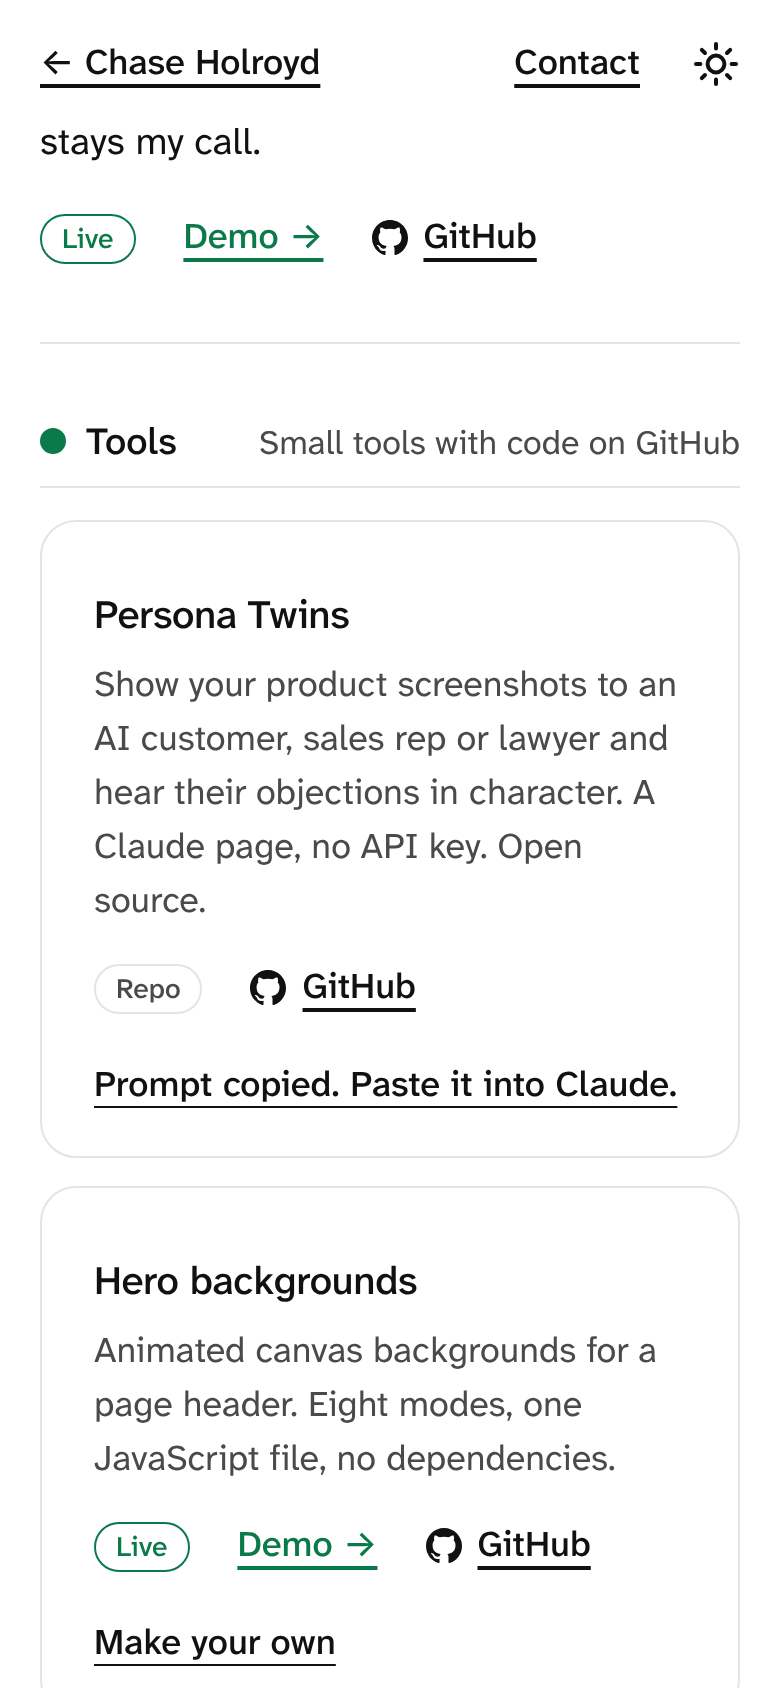 ← Chase Holroyd Contact
stays my call.
Live Demo → GitHub
Tools Small tools with code on GitHub
Persona Twins
Show your product screenshots to an
AI customer, sales rep or lawyer and
hear their objections in character. A
Claude page, no API key. Open
source.
Repo GitHub
Prompt copied. Paste it into Claude.
Hero backgrounds
Animated canvas backgrounds for a
page header. Eight modes, one
JavaScript file, no dependencies.
Live Demo → GitHub
Make your own